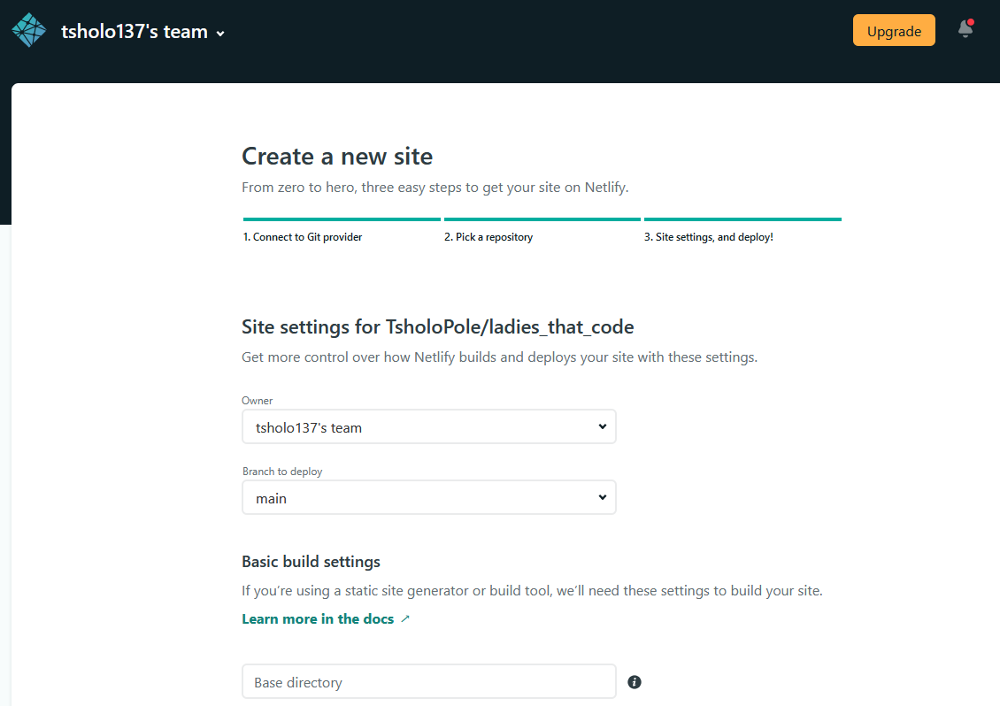 tsholo137's team
Upgrade
Create a new site
From zero to hero, three easy steps to get your site on Netlify.
1. Connect to Git provider
2. Pick a repository
3. Site settings, and deploy!
Site settings for TsholoPole/ladies_that_code
Get more control over how Netlify builds and deploys your site with these settings.
Owner
tsholo137's team
Branch to deploy
main
Basic build settings
If you’re using a static site generator or build tool, we’ll need these settings to build your site.
Learn more in the docs ↗
Base directory